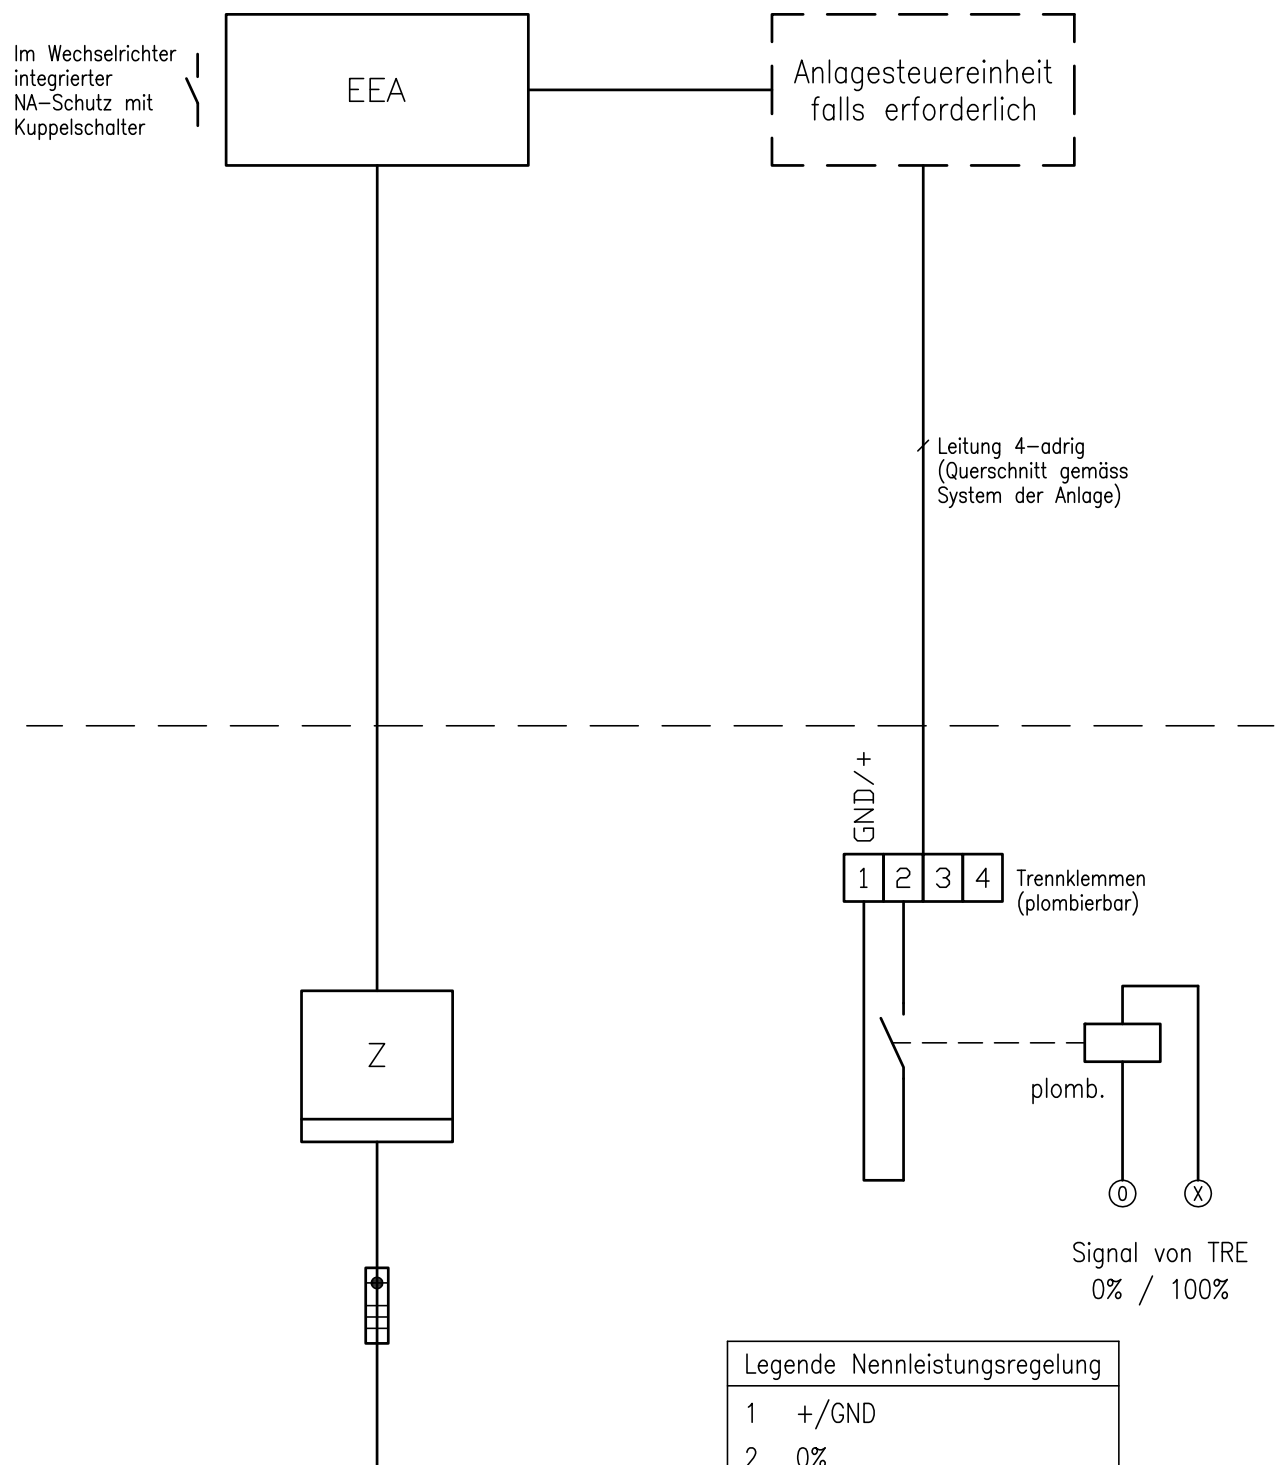 Im Wechselrichter
integrierter
NA-Schutz mit
Kuppelschalter
EEA
Anlagesteuereinheit
falls erforderlich
Leitung 4-adrig
(Querschnitt gemäss
System der Anlage)
GND/+
1 2 3 4
Trennklemmen
(plombierbar)
Z
plomb.
0 X
Signal von TRE
0% / 100%
Legende Nennleistungsregelung
1 +/GND
2 0%